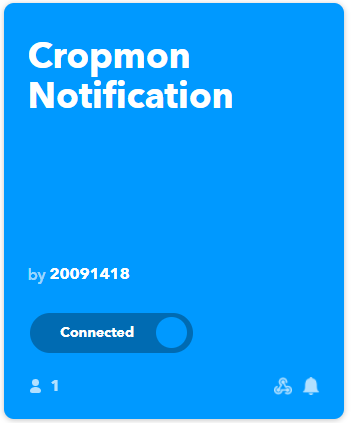 Cropmon
Notification
by 20091418
Connected
1